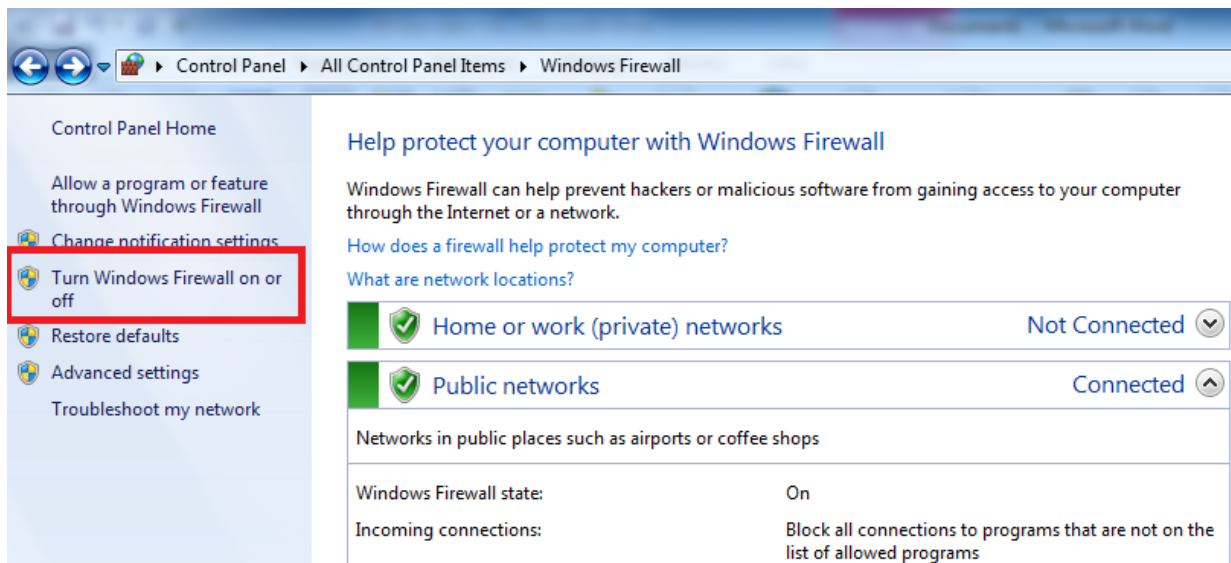 Control Panel ▸ All Control Panel Items ▸ Windows Firewall
Control Panel Home
Allow a program or feature
through Windows Firewall
Change notification settings
Turn Windows Firewall on or
off
Restore defaults
Advanced settings
Troubleshoot my network
Help protect your computer with Windows Firewall
Windows Firewall can help prevent hackers or malicious software from gaining access to your computer
through the Internet or a network.
How does a firewall help protect my computer?
What are network locations?
Home or work (private) networks Not Connected
Public networks Connected
Networks in public places such as airports or coffee shops
Windows Firewall state: On
Incoming connections: Block all connections to programs that are not on the
list of allowed programs